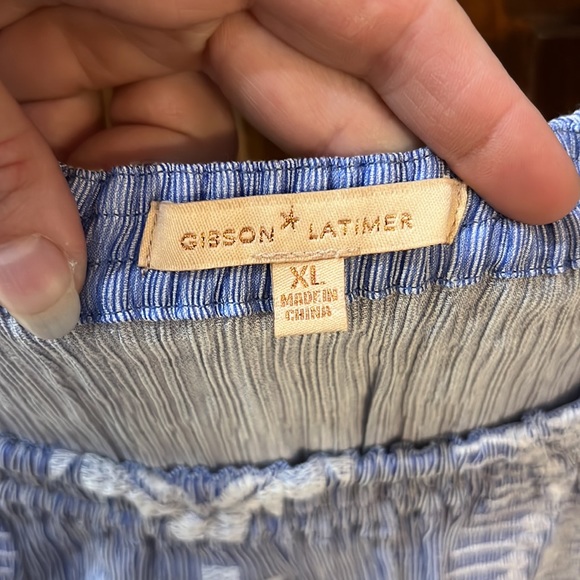 GIBSON * LATIMER
XL
MADE IN
CHINA